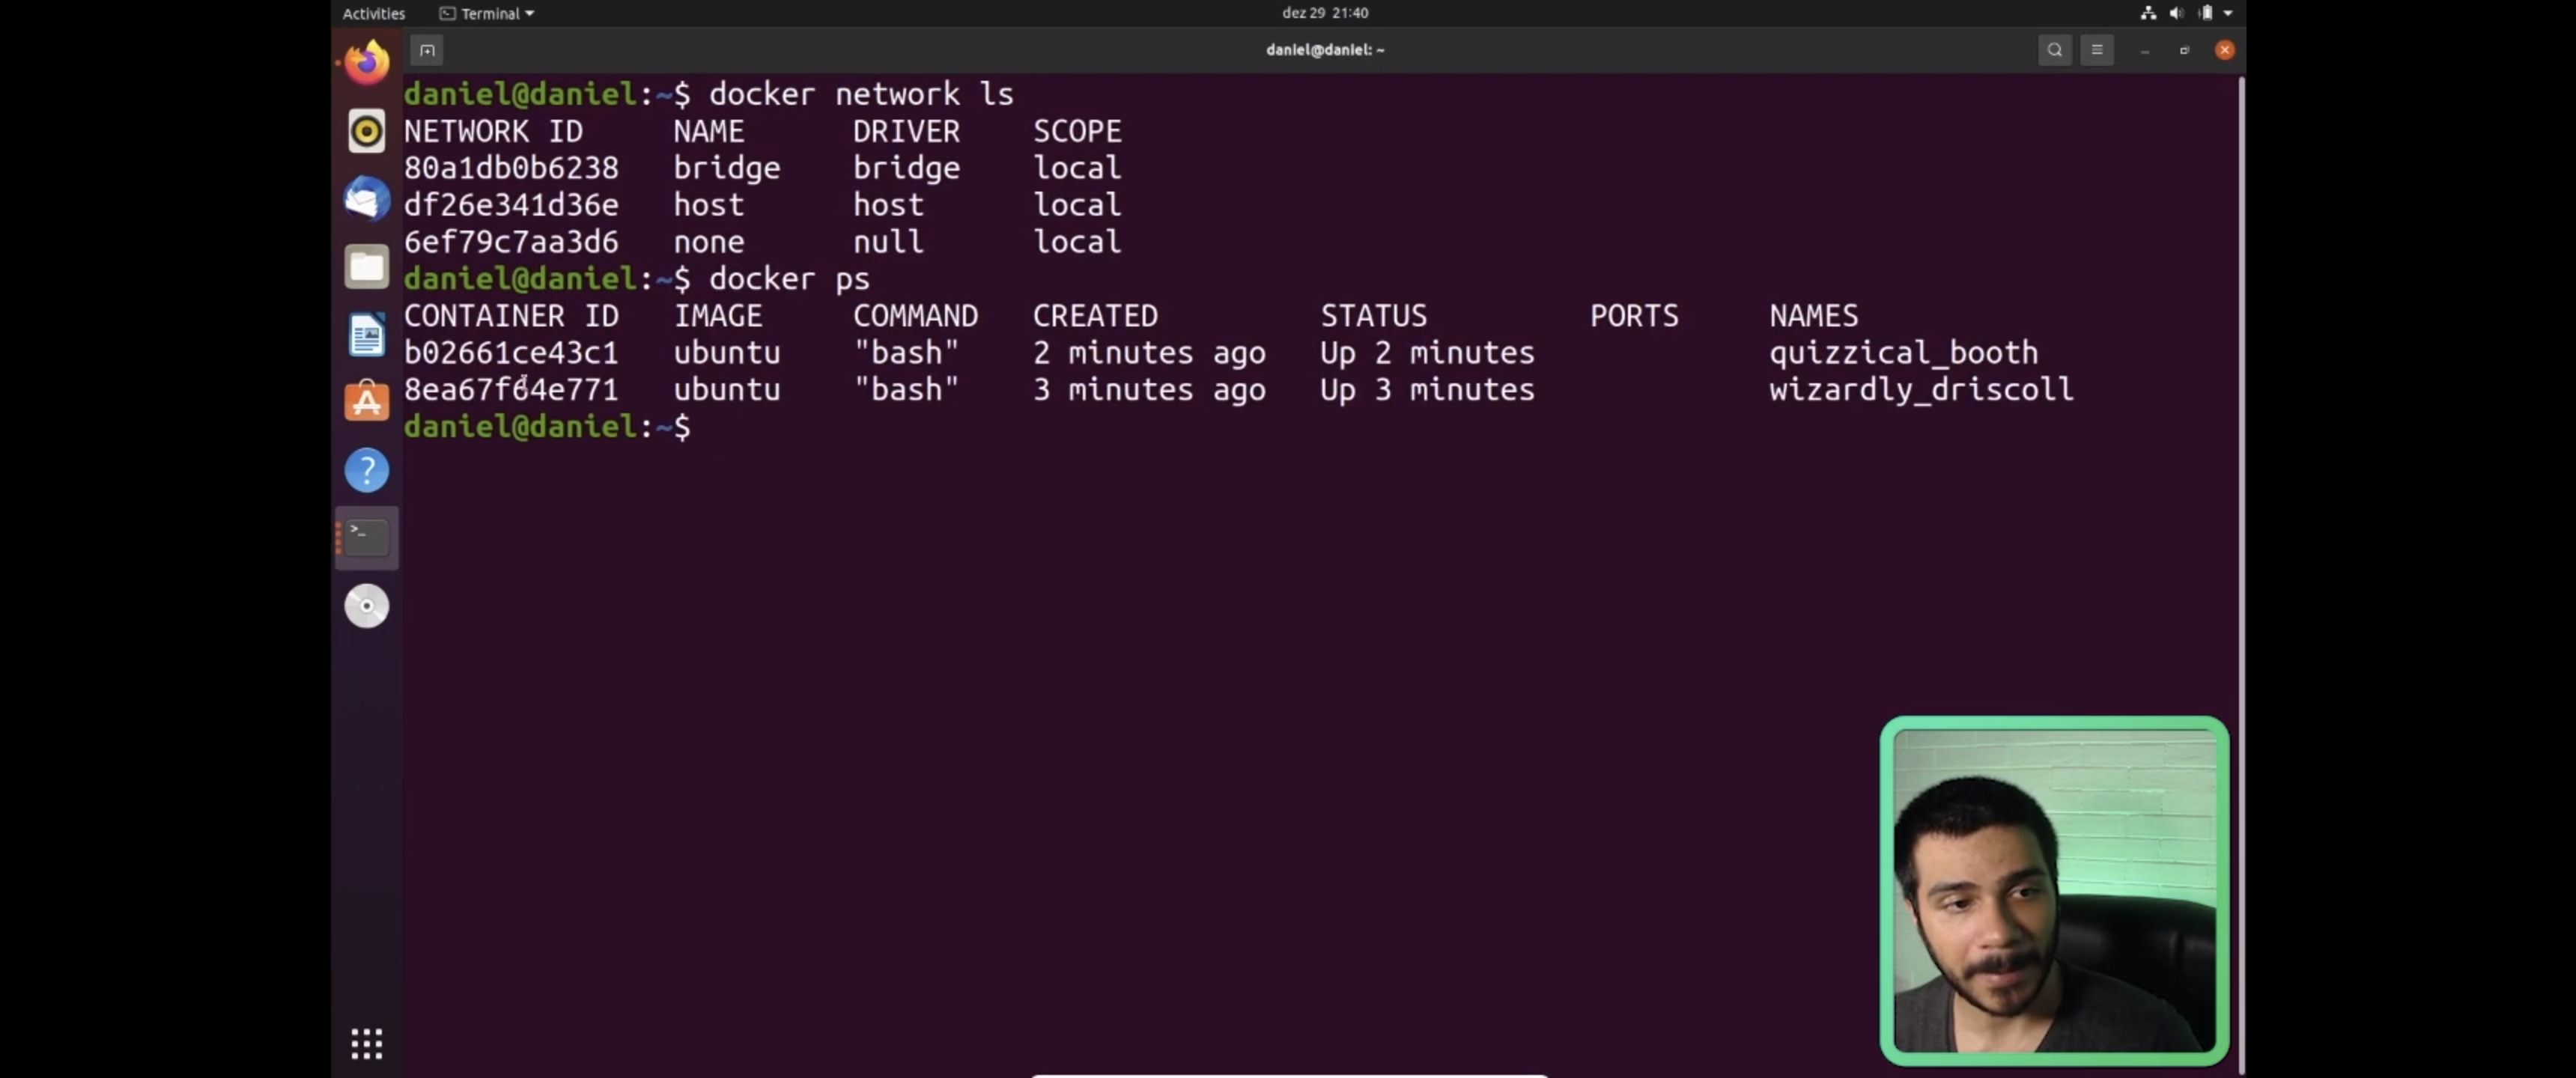 Activities Terminal dez 29 21:40
daniel@daniel: ~
daniel@daniel:~$ docker network ls
NETWORK ID NAME DRIVER SCOPE
80a1db0b6238 bridge bridge local
df26e341d36e host host local
6ef79c7aa3d6 none null local
daniel@daniel:~$ docker ps
CONTAINER ID IMAGE COMMAND CREATED STATUS PORTS NAMES
b02661ce43c1 ubuntu "bash" 2 minutes ago Up 2 minutes quizzical_booth
8ea67f64e771 ubuntu "bash" 3 minutes ago Up 3 minutes wizardly_driscoll
daniel@daniel:~$